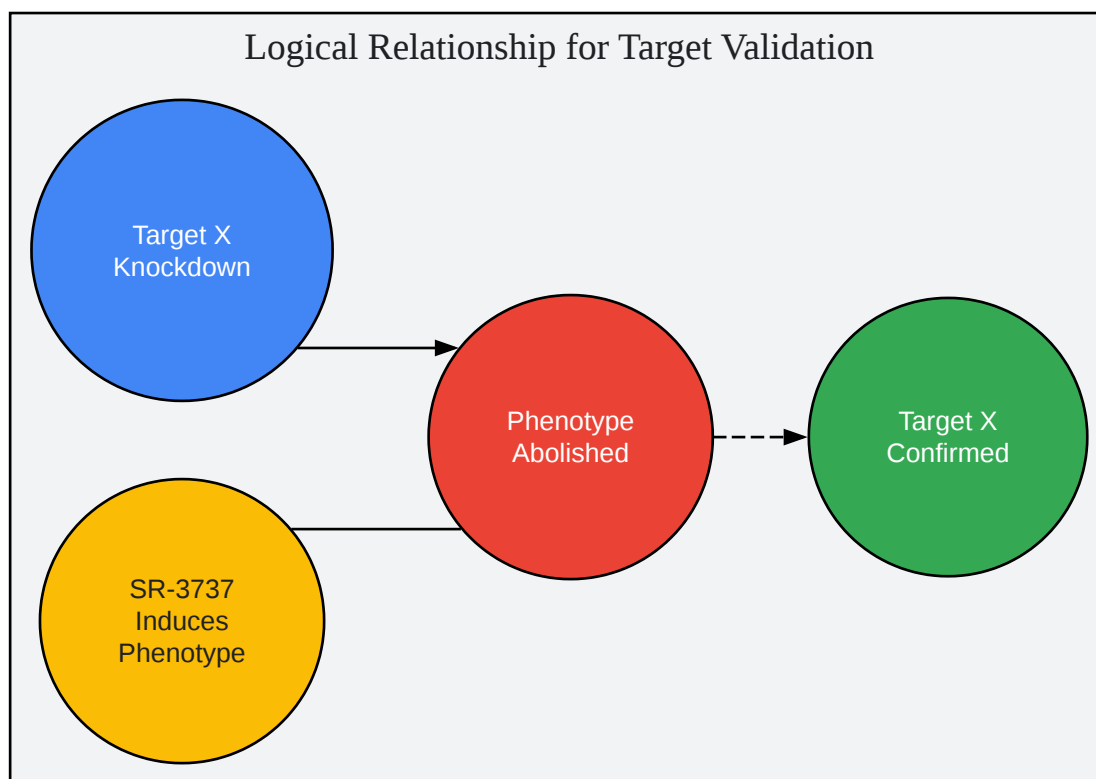 Logical Relationship for Target Validation
Target X
Knockdown
Phenotype
Abolished
Target X
Confirmed
SR-3737
Induces
Phenotype